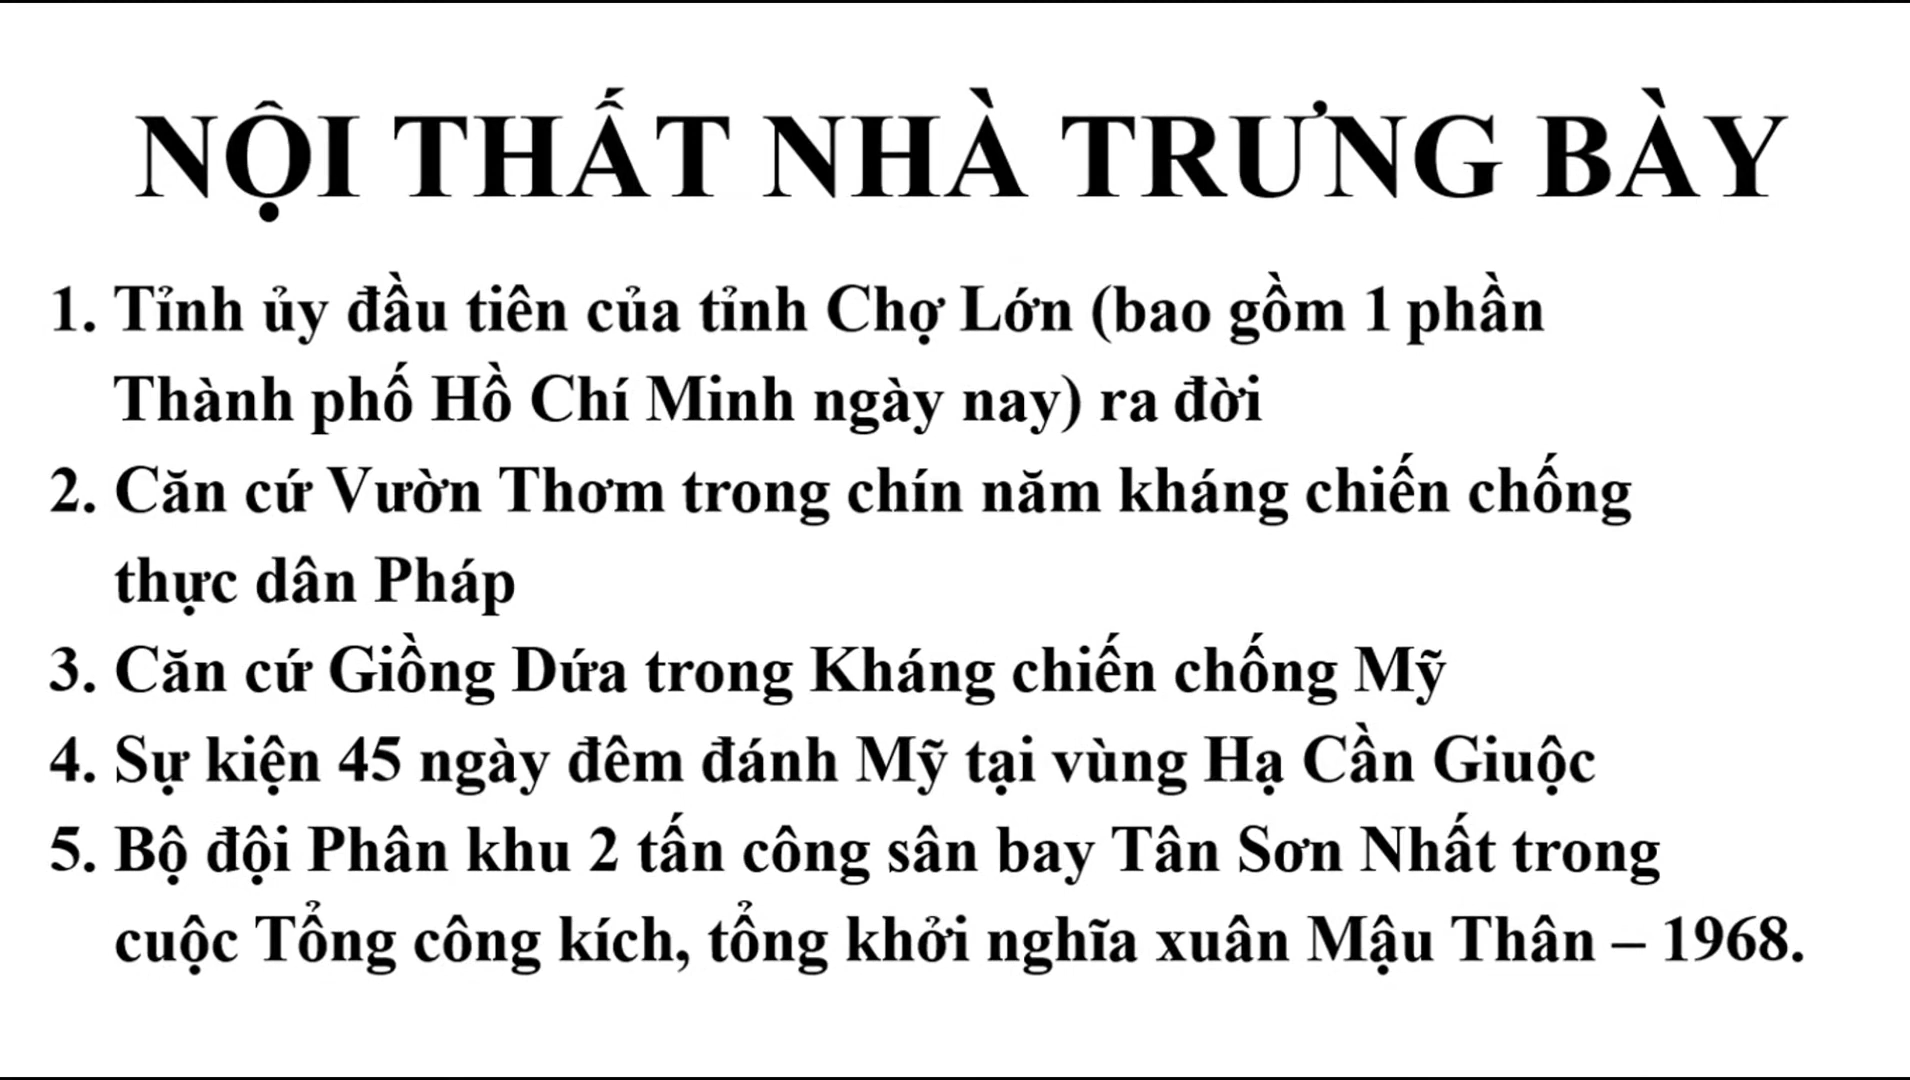 NỘI THẤT NHÀ TRƯNG BÀY
1. Tỉnh ủy đầu tiên của tỉnh Chợ Lớn (bao gồm 1 phần
Thành phố Hồ Chí Minh ngày nay) ra đời
2. Căn cứ Vườn Thơm trong chín năm kháng chiến chống
thực dân Pháp
3. Căn cứ Giồng Dứa trong Kháng chiến chống Mỹ
4. Sự kiện 45 ngày đêm đánh Mỹ tại vùng Hạ Cần Giuộc
5. Bộ đội Phân khu 2 tấn công sân bay Tân Sơn Nhất trong
cuộc Tổng công kích, tổng khởi nghĩa xuân Mậu Thân – 1968.